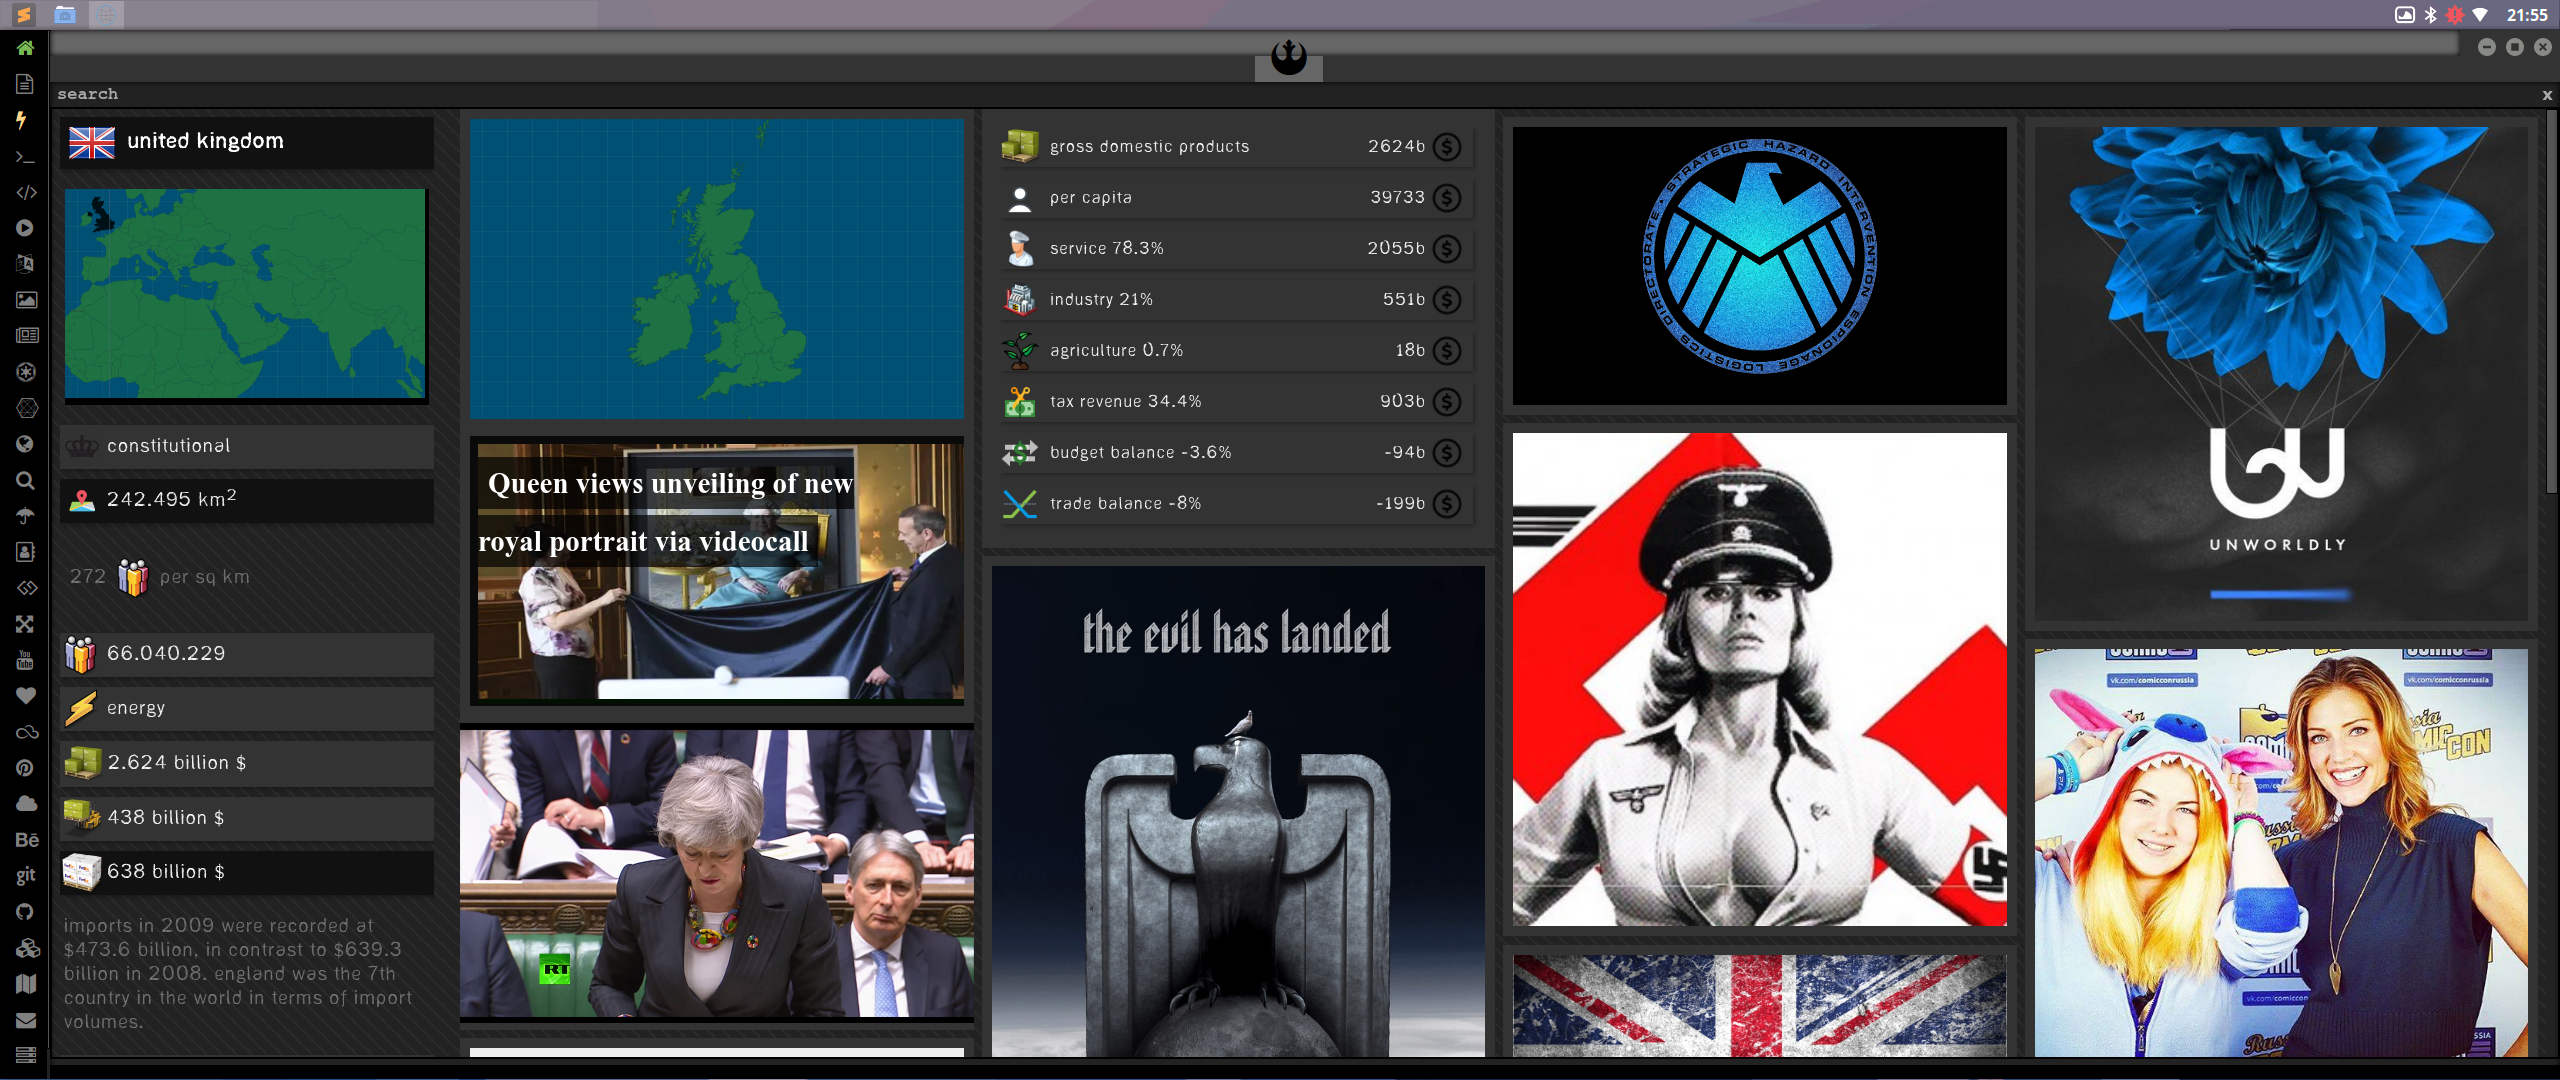 21:55
search
x
united kingdom
constitutional
242.495 km2
272 per sq km
66.040.229
energy
2.624 billion $
438 billion $
638 billion $
imports in 2009 were recorded at
$473.6 billion, in contrast to $639.3
billion in 2008. england was the 7th
country in the world in terms of import
volumes.
You
Tube
Bē
git
Queen views unveiling of new
royal portrait via videocall
RT
gross domestic products 2624b $
per capita 39733 $
service 78.3% 2055b $
industry 21% 551b $
agriculture 0.7% 18b $
tax revenue 34.4% 903b $
budget balance -3.6% -94b $
trade balance -8% -199b $
the evil has landed
STRATEGIC HAZARD INTERVENTION ESPIONAGE LOGISTICS DIRECTORATE
UNWORLDLY
vk.com/comicconrussia
vk.com/comicconrussia